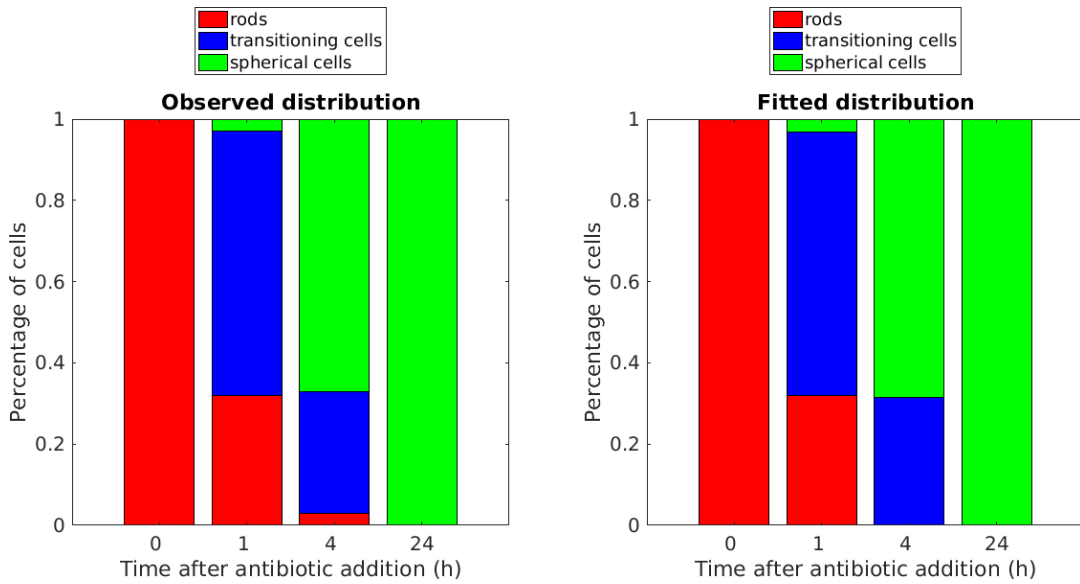 rods
transitioning cells
spherical cells
Observed distribution
1
0.8
0.6
0.4
0.2
0
Percentage of cells
0 1 4 24
Time after antibiotic addition (h)
rods
transitioning cells
spherical cells
Fitted distribution
1
0.8
0.6
0.4
0.2
0
Percentage of cells
0 1 4 24
Time after antibiotic addition (h)